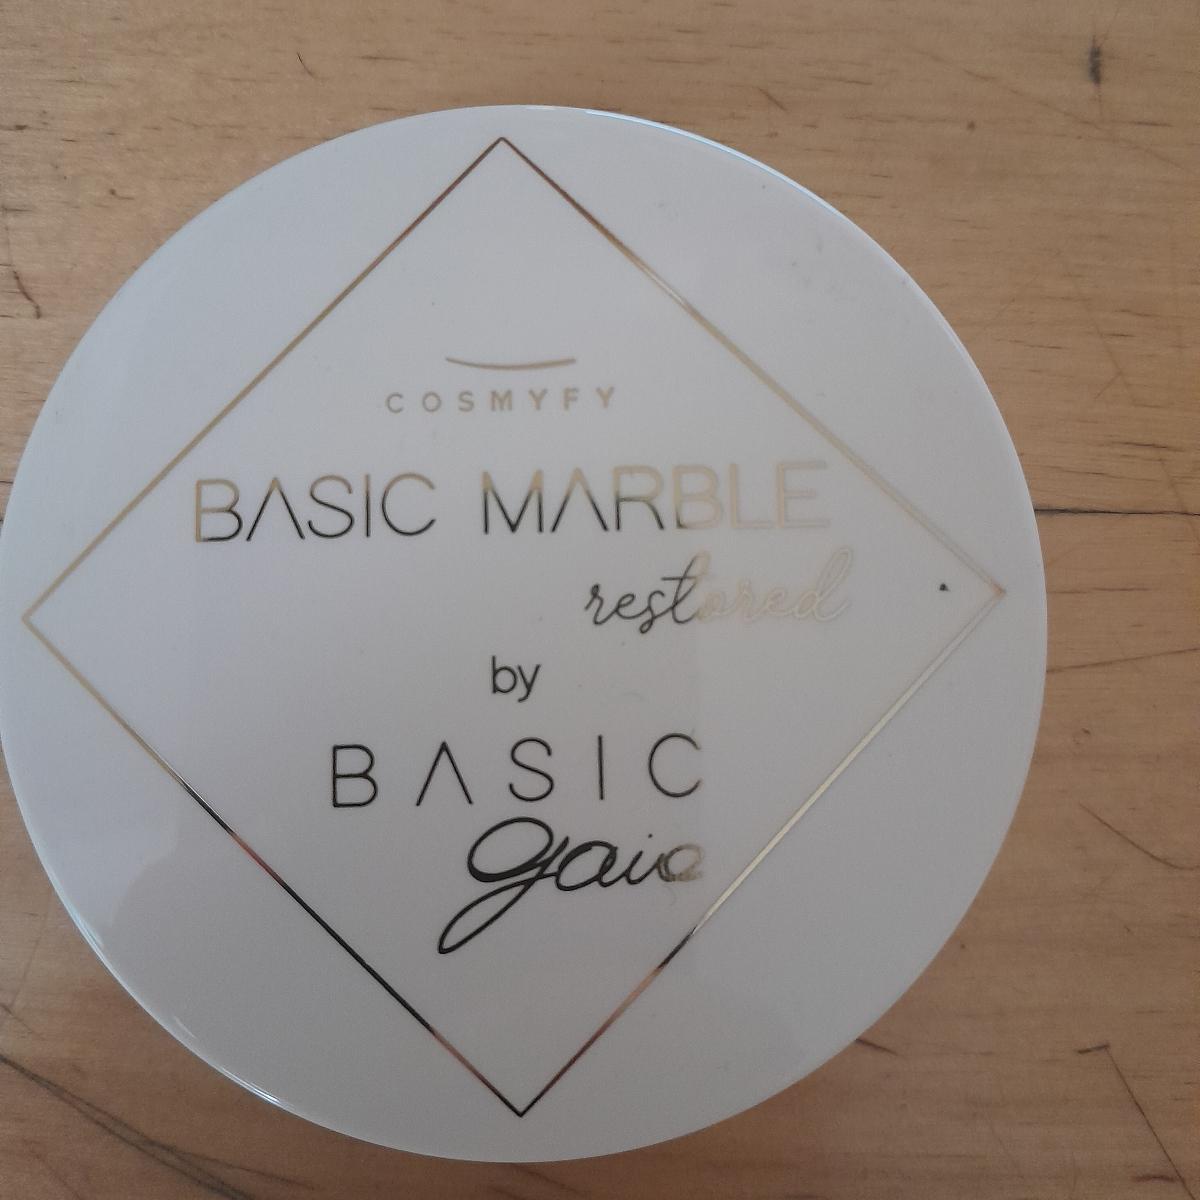 COSMYFY
BASIC MARBLE
restored
by
BASIC
gaia